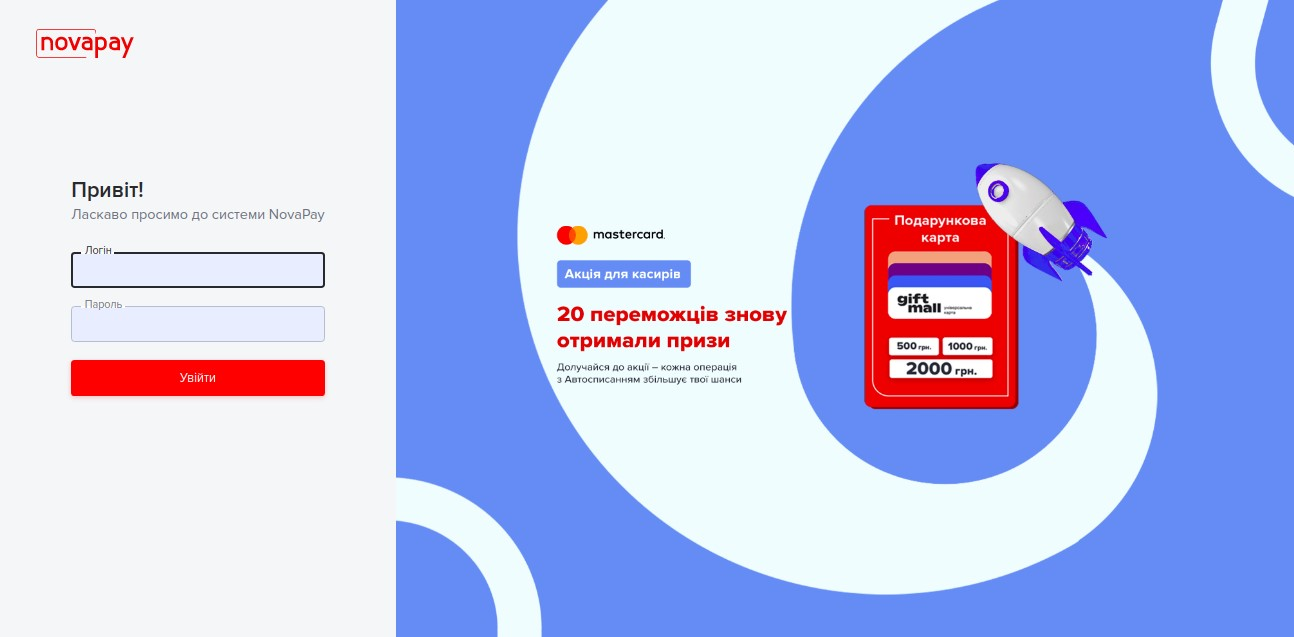 novapay
Привіт!
Ласкаво просимо до системи NovaPay
Логін
Пароль
Увійти
mastercard.
Акція для касирів
20 переможців знову
отримали призи
Долучайся до акції – кожна операція
з Автосписанням збільшує твої шанси
Подарункова
карта
gift
mall
універсальна
карта
500 грн.
1000 грн.
2000 грн.